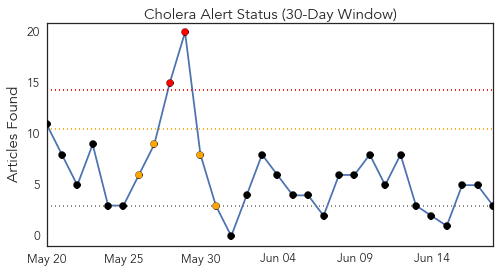 Cholera Alert Status (30-Day Window)
Articles Found
20
15
10
5
0
May 20
May 25
May 30
Jun 04
Jun 09
Jun 14